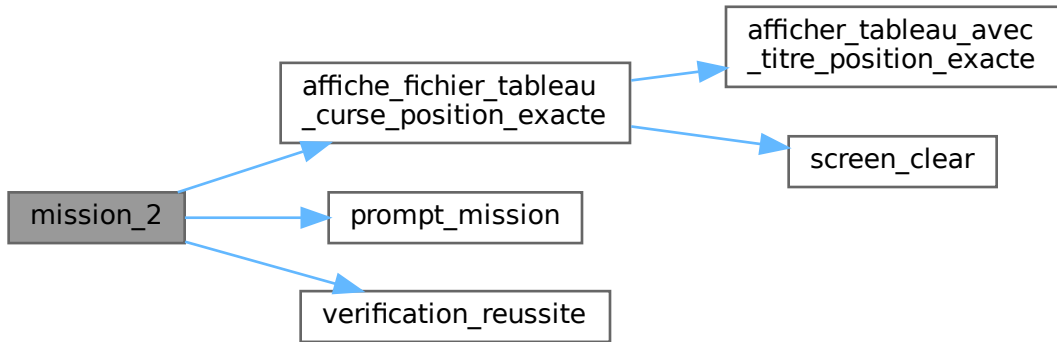 afficher_tableau_avec
_titre_position_exacte
affiche_fichier_tableau
_curse_position_exacte
screen_clear
mission_2
prompt_mission
verification_reussite